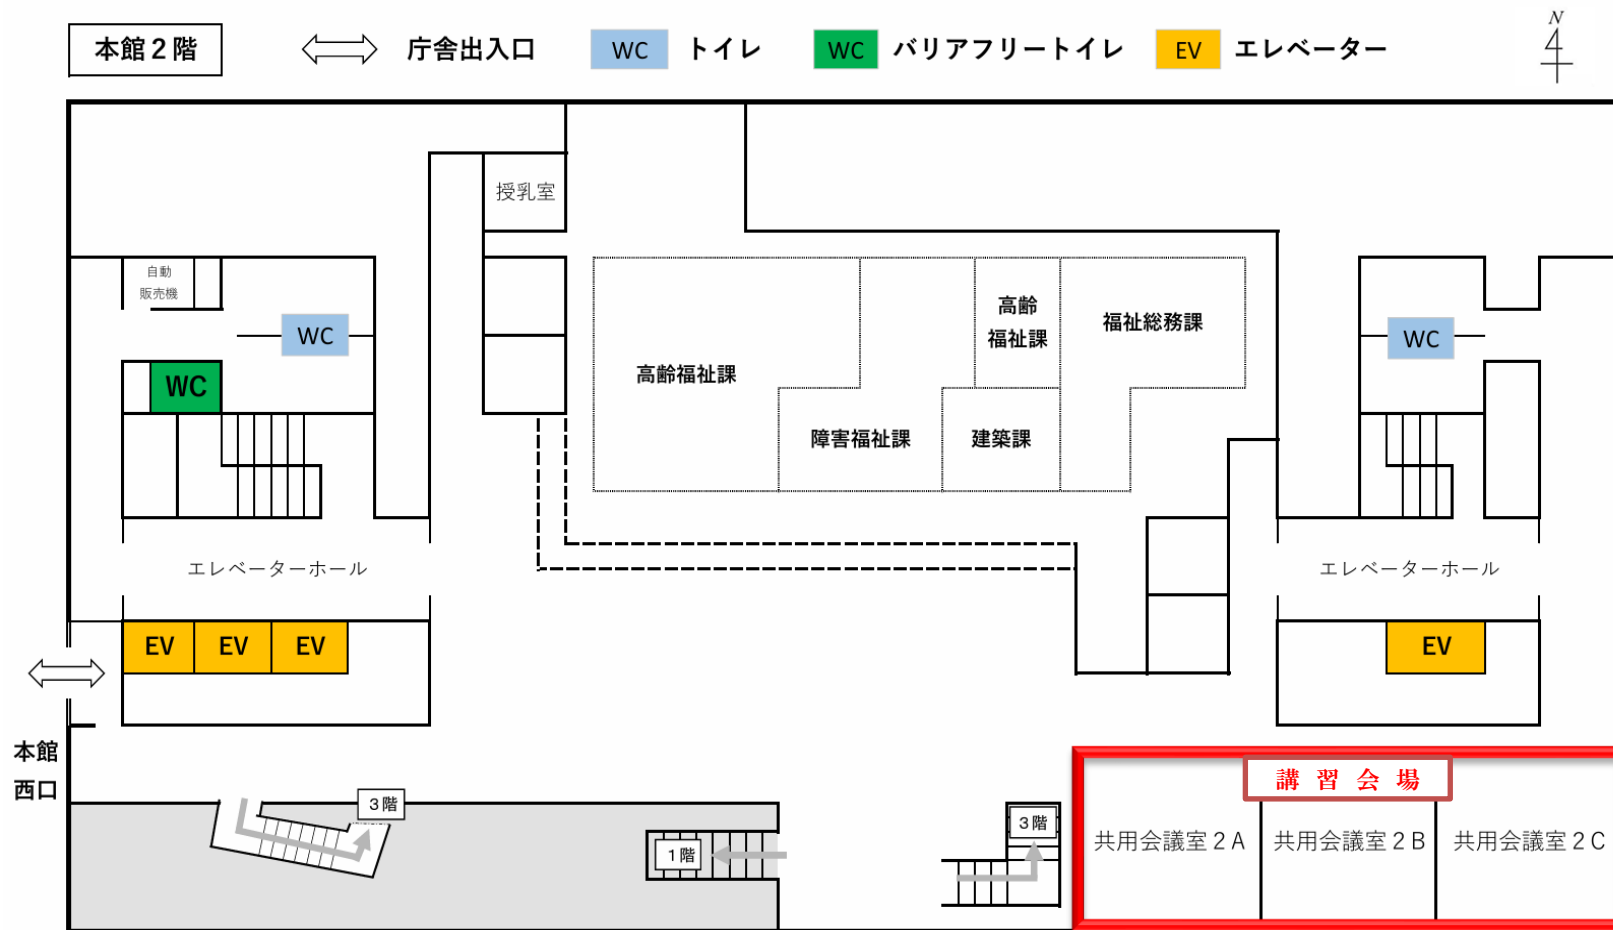 本館２階
庁舎出入口
WC
トイレ
WC
バリアフリートイレ
EV
エレベーター
N
授乳室
自動
販売機
WC
WC
高齢福祉課
高齢
福祉課
福祉総務課
障害福祉課
建築課
WC
エレベーターホール
エレベーターホール
EV
EV
EV
EV
本館
西口
3階
1階
3階
講習会場
共用会議室２A
共用会議室２B
共用会議室２C